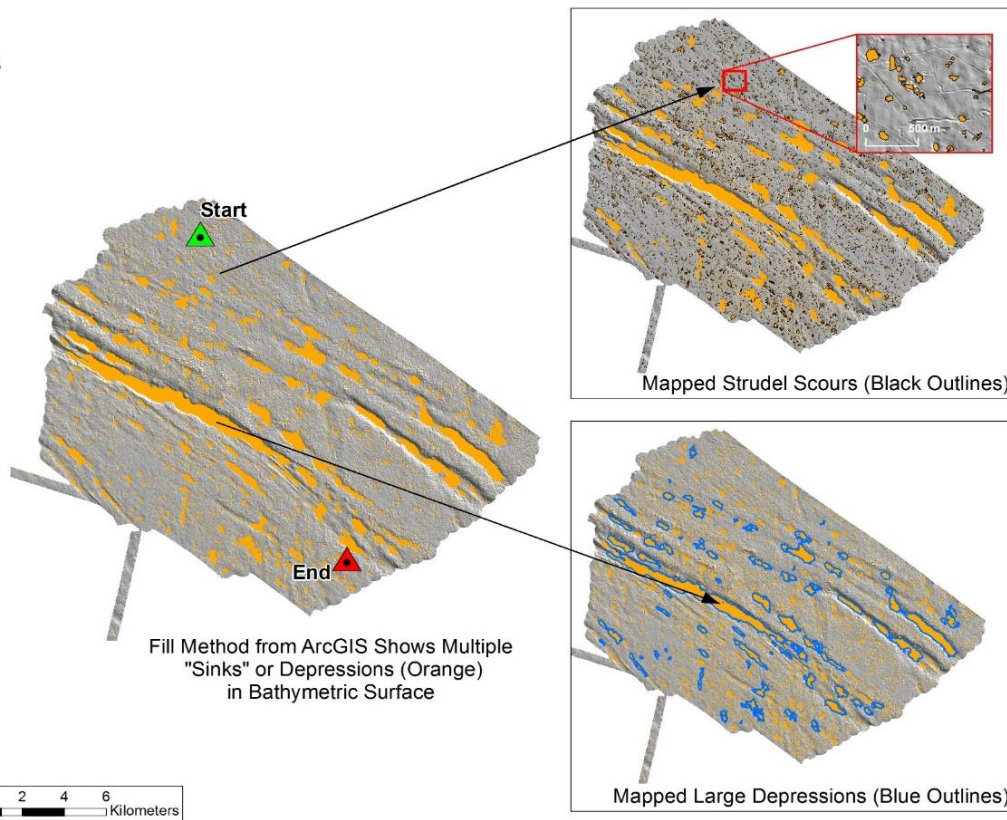 Start
End
Fill Method from ArcGIS Shows Multiple
"Sinks" or Depressions (Orange)
in Bathymetric Surface
2 4 6
Kilometers
0 500 m
Mapped Strudel Scours (Black Outlines)
Mapped Large Depressions (Blue Outlines)